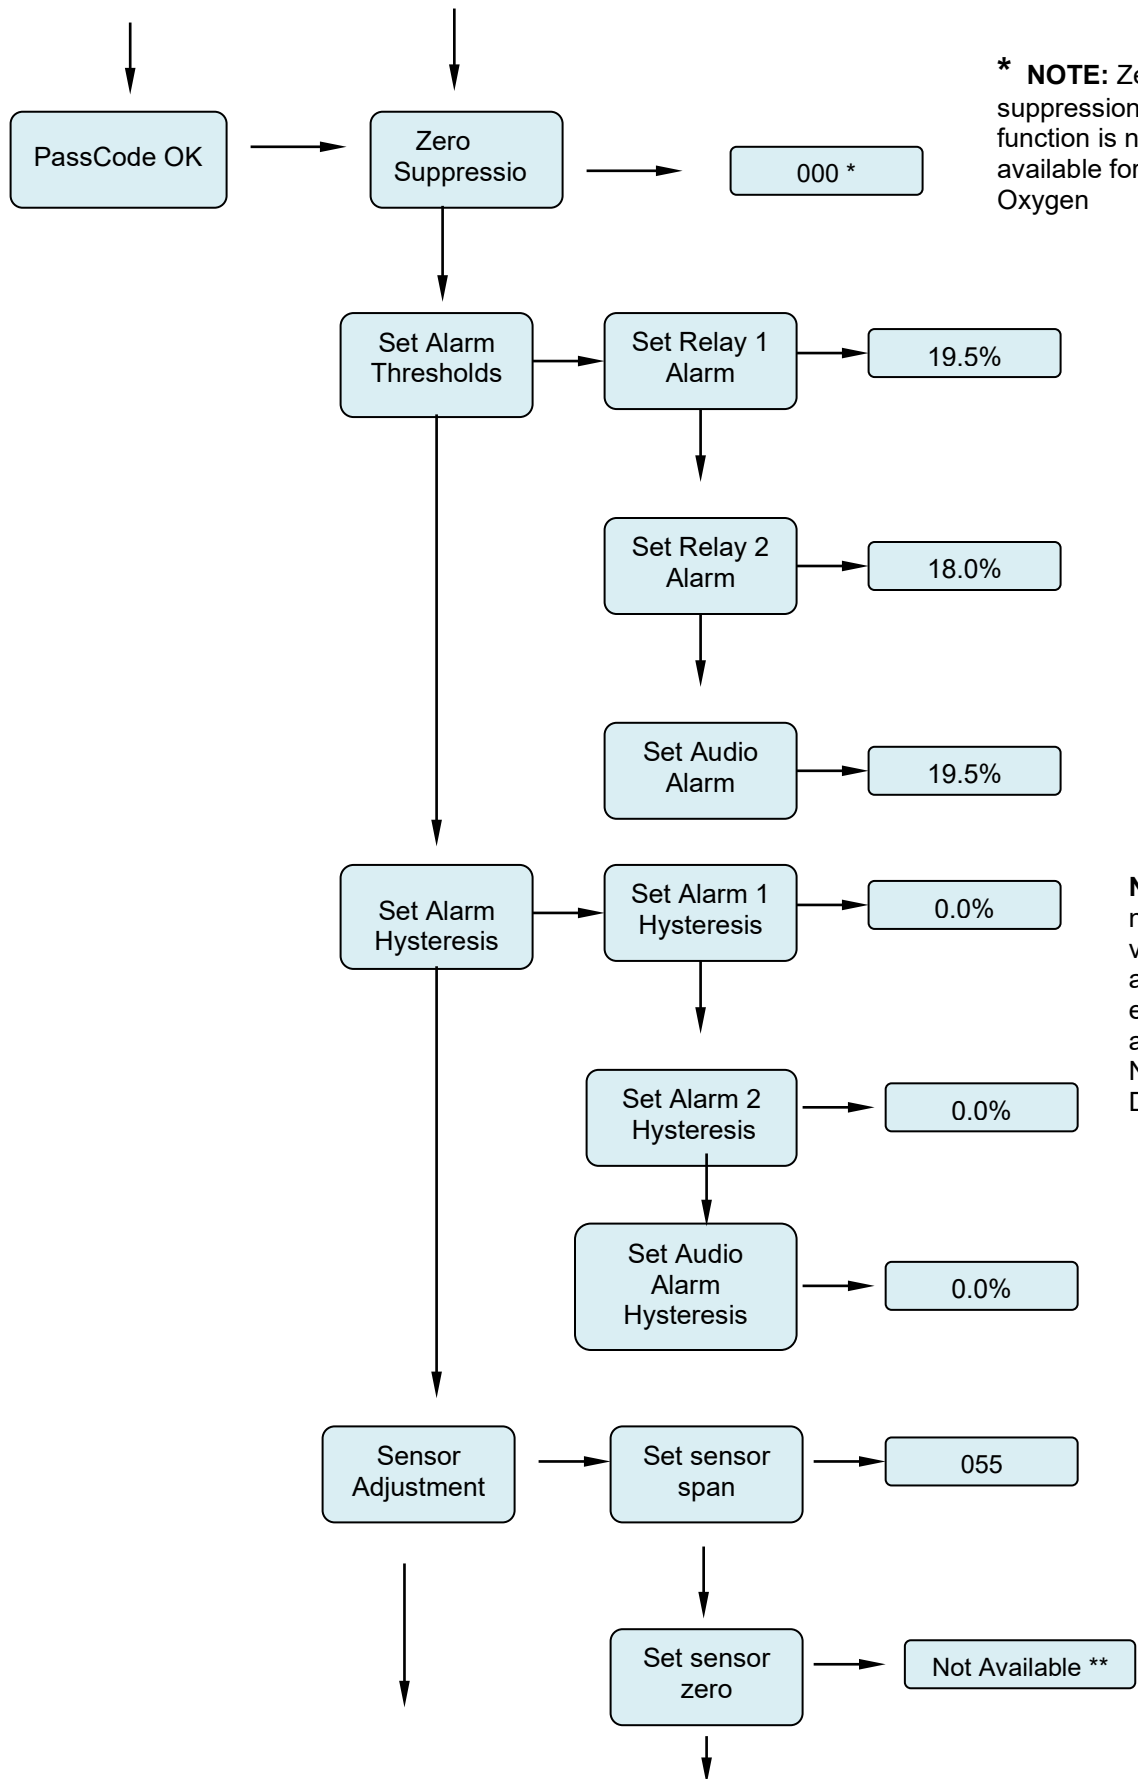 * NOTE: Ze
suppression
function is n
available for
Oxygen
PassCode OK
Zero
Suppressio
000 *
Set Alarm
Thresholds
Set Relay 1
Alarm
19.5%
Set Relay 2
Alarm
18.0%
Set Audio
Alarm
19.5%
Set Alarm
Hysteresis
Set Alarm 1
Hysteresis
0.0%
N
n
v
a
e
a
N
D
Set Alarm 2
Hysteresis
0.0%
Set Audio
Alarm
Hysteresis
0.0%
Sensor
Adjustment
Set sensor
span
055
Set sensor
zero
Not Available **